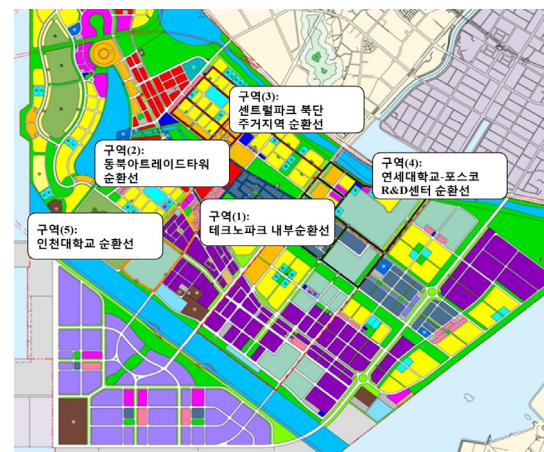 구역(3):
센트럴파크 북단
주거지역 순환선
구역(2):
동북아트레이드타워
순환선
구역(4):
연세대학교-포스코
R&D센터 순환선
구역(1):
테크노파크 내부순환선
구역(5):
인천대학교 순환선